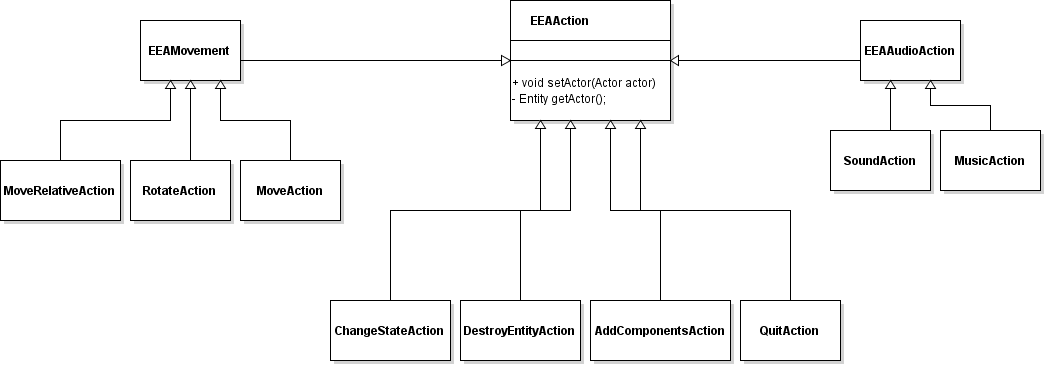 EEAAction
EEAMovement
EEAAudioAction
+ void setActor(Actor actor)
- Entity getActor();
SoundAction
MusicAction
MoveRelativeAction
RotateAction
MoveAction
ChangeStateAction
DestroyEntityAction
AddComponentsAction
QuitAction